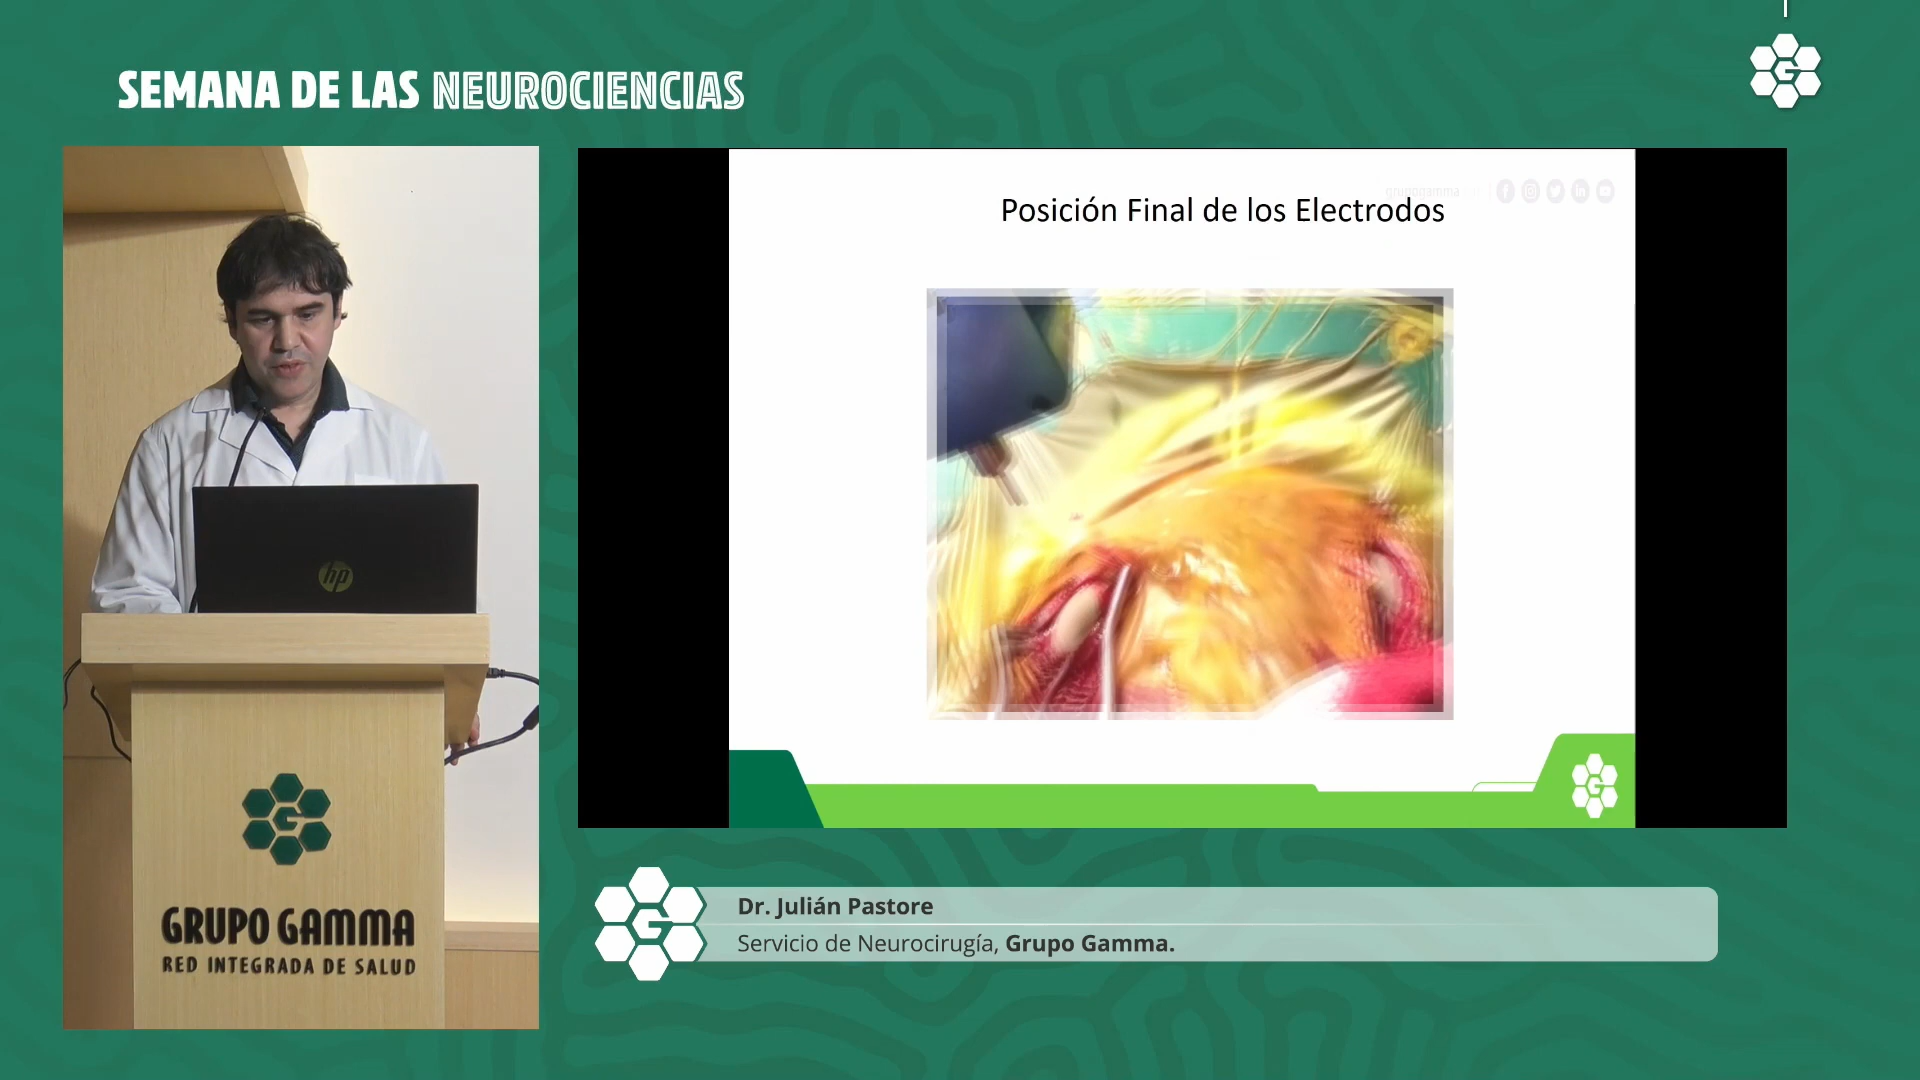 SEMANA DE LAS NEUROCIENCIAS
grupogamma
Posición Final de los Electrodos
hp
GRUPO GAMMA
RED INTEGRADA DE SALUD
Dr. Julián Pastore
Servicio de Neurocirugía, Grupo Gamma.